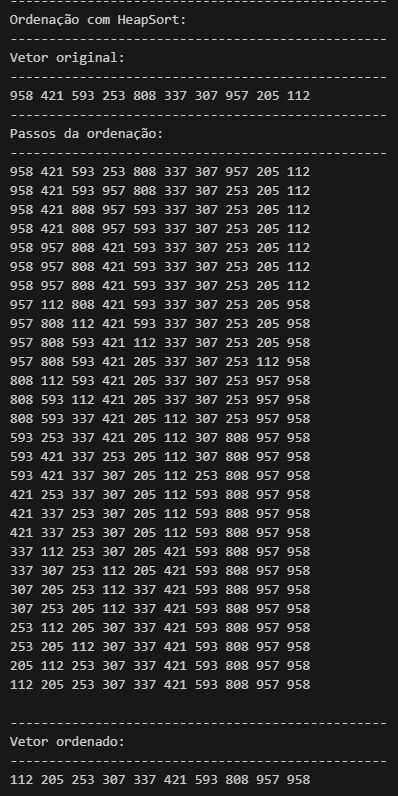 ------------------------------------------------
Ordenação com HeapSort:
------------------------------------------------
Vetor original:
------------------------------------------------
958 421 593 253 808 337 307 957 205 112
------------------------------------------------
Passos da ordenação:
------------------------------------------------
958 421 593 253 808 337 307 957 205 112
958 421 593 957 808 337 307 253 205 112
958 421 808 957 593 337 307 253 205 112
958 421 808 957 593 337 307 253 205 112
958 957 808 421 593 337 307 253 205 112
958 957 808 421 593 337 307 253 205 112
958 957 808 421 593 337 307 253 205 112
957 112 808 421 593 337 307 253 205 958
957 808 112 421 593 337 307 253 205 958
957 808 593 421 112 337 307 253 205 958
957 808 593 421 205 337 307 253 112 958
808 112 593 421 205 337 307 253 957 958
808 593 112 421 205 337 307 253 957 958
808 593 337 421 205 112 307 253 957 958
593 253 337 421 205 112 307 808 957 958
593 421 337 253 205 112 307 808 957 958
593 421 337 307 205 112 253 808 957 958
421 253 337 307 205 112 593 808 957 958
421 337 253 307 205 112 593 808 957 958
421 337 253 307 205 112 593 808 957 958
337 112 253 307 205 421 593 808 957 958
337 307 253 112 205 421 593 808 957 958
307 205 253 112 337 421 593 808 957 958
307 253 205 112 337 421 593 808 957 958
253 112 205 307 337 421 593 808 957 958
253 205 112 307 337 421 593 808 957 958
205 112 253 307 337 421 593 808 957 958
112 205 253 307 337 421 593 808 957 958
------------------------------------------------
Vetor ordenado:
------------------------------------------------
112 205 253 307 337 421 593 808 957 958